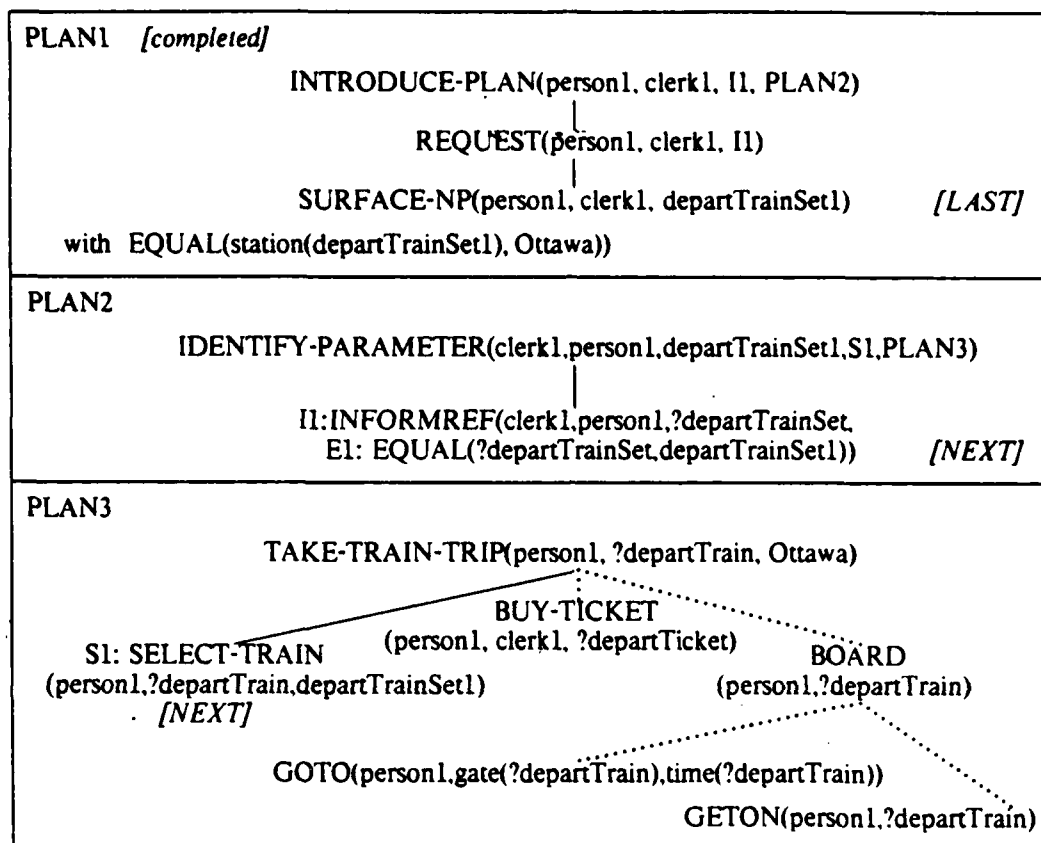 PLAN1 [completed]
INTRODUCE-PLAN(person1, clerk1, I1, PLAN2)
REQUEST(person1, clerk1, I1)
SURFACE-NP(person1, clerk1, departTrainSet1) [LAST]
with EQUAL(station(departTrainSet1), Ottawa))
PLAN2
IDENTIFY-PARAMETER(clerk1,person1,departTrainSet1,S1,PLAN3)
I1:INFORMREF(clerk1,person1,?departTrainSet,
E1: EQUAL(?departTrainSet,departTrainSet1)) [NEXT]
PLAN3
TAKE-TRAIN-TRIP(person1, ?departTrain, Ottawa)
BUY-TICKET
(person1, clerk1, ?departTicket)
S1: SELECT-TRAIN
(person1,?departTrain,departTrainSet1)
[NEXT]
BOARD
(person1,?departTrain)
GOTO(person1,gate(?departTrain),time(?departTrain))
GETON(person1,?departTrain)